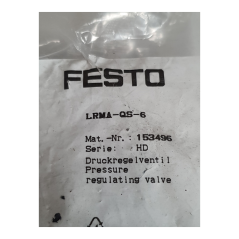 FESTO
LRMA-QS-6
Mat.-Nr.: 153496
Serie: HD
Druckregelventil
Pressure
regulating valve